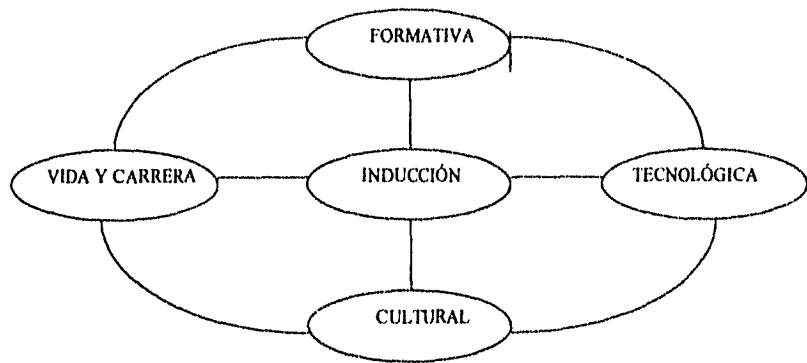 FORMATIVA
VIDA Y CARRERA
INDUCCIÓN
TECNOLÓGICA
CULTURAL